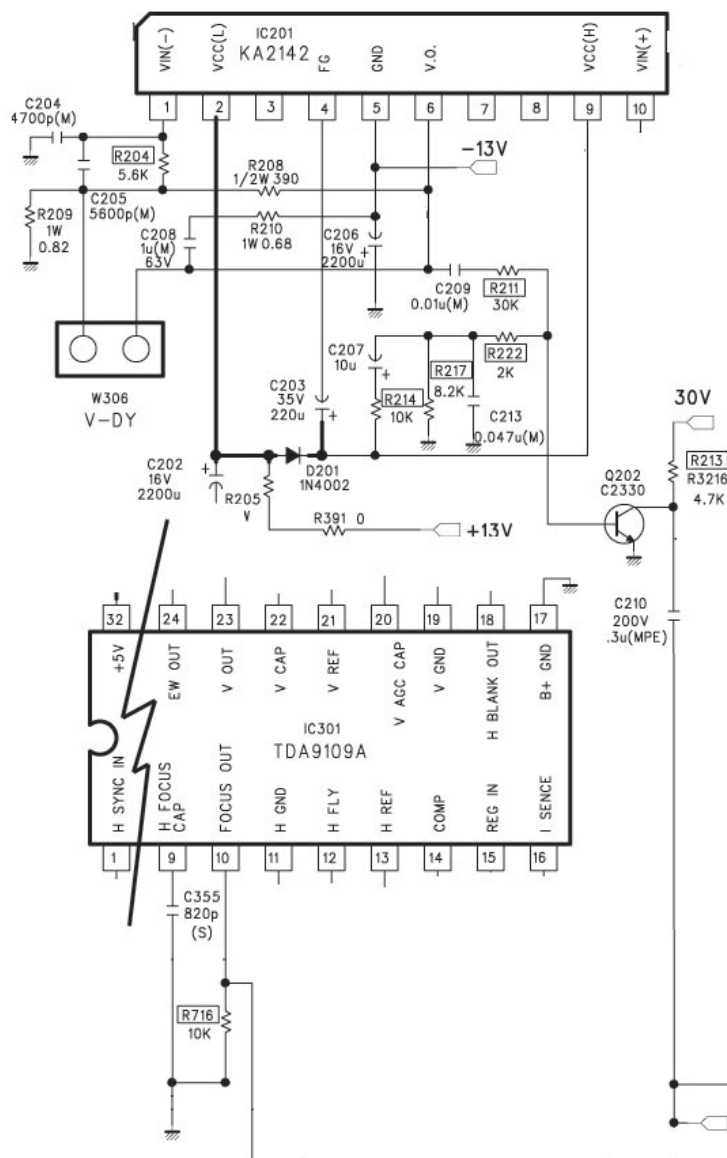 IC201
KA2142
VIN(-)
VCC(L)
FG
GND
V.O.
VCC(H)
VIN(+)
1
2
3
4
5
6
7
8
9
10
C204
4700p(M)
R204
5.6K
C205
5600p(M)
R208
1/2W 390
-13V
R209
1W
0.82
C208
1u(M)
63V
R210
1W 0.68
C206
16V
2200u
+
C209
0.01u(M)
R211
30K
W306
V-DY
C207
10u
+
R222
2K
R217
8.2K
C203
35V
220u
+
R214
10K
C213
0.047u(M)
30V
C202
16V
2200u
+
D201
1N4002
R205
R391 0
+13V
Q202
C2330
R213
R3216
4.7K
C210
200V
.3u(MPE)
32
24
23
22
21
20
19
18
17
+5V
EW OUT
V OUT
V CAP
V REF
V AGC CAP
V GND
H BLANK OUT
B+ GND
IC301
TDA9109A
H SYNC IN
H FOCUS
CAP
FOCUS OUT
H GND
H FLY
H REF
COMP
REG IN
I SENCE
1
9
10
11
12
13
14
15
16
C355
820p
(S)
R716
10K